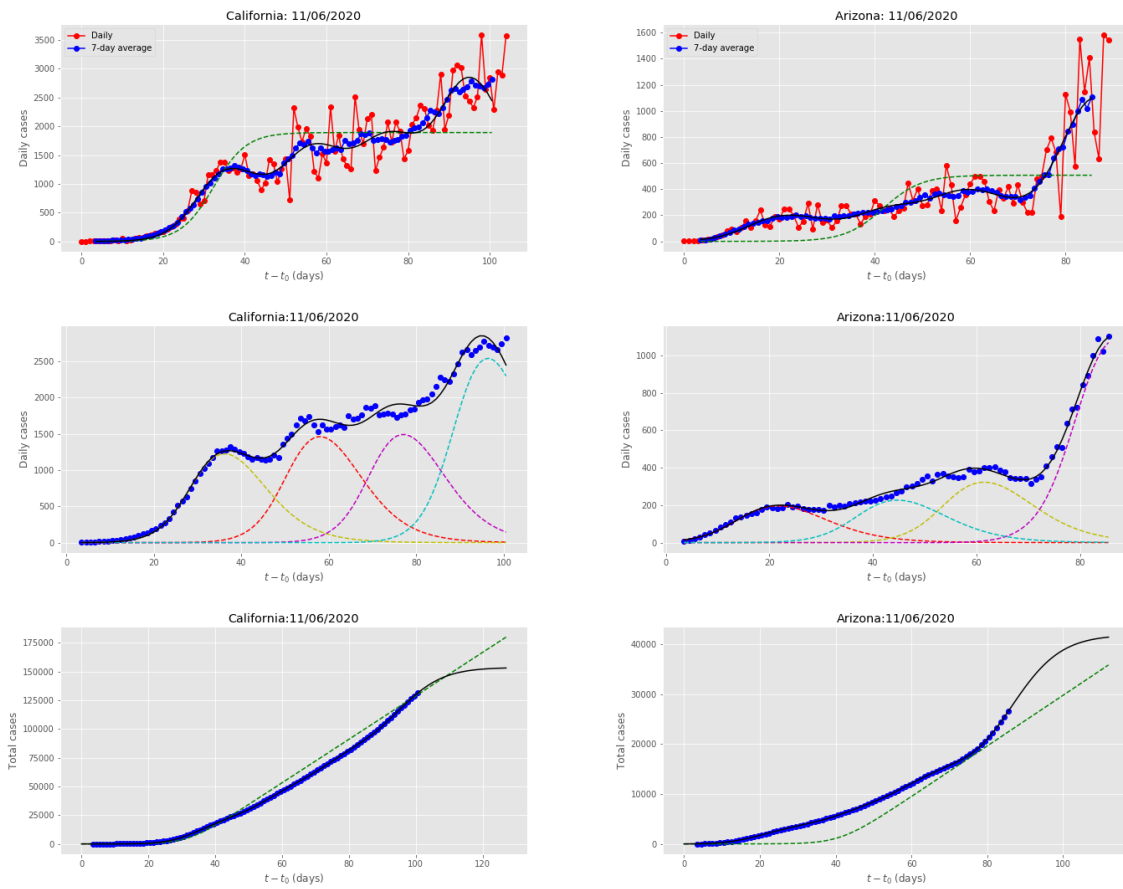 California: 11/06/2020
Daily
7-day average
Daily cases
3500
3000
2500
2000
1500
1000
500
0
0 20 40 60 80 100
t − t₀ (days)
Arizona: 11/06/2020
Daily
7-day average
Daily cases
1600
1400
1200
1000
800
600
400
200
0
0 20 40 60 80
t − t₀ (days)
California:11/06/2020
Daily cases
2500
2000
1500
1000
500
0
0 20 40 60 80 100
t − t₀ (days)
Arizona:11/06/2020
Daily cases
1000
800
600
400
200
0
0 20 40 60 80
t − t₀ (days)
California:11/06/2020
Total cases
175000
150000
125000
100000
75000
50000
25000
0
0 20 40 60 80 100 120
t − t₀ (days)
Arizona:11/06/2020
Total cases
40000
30000
20000
10000
0
0 20 40 60 80 100
t − t₀ (days)